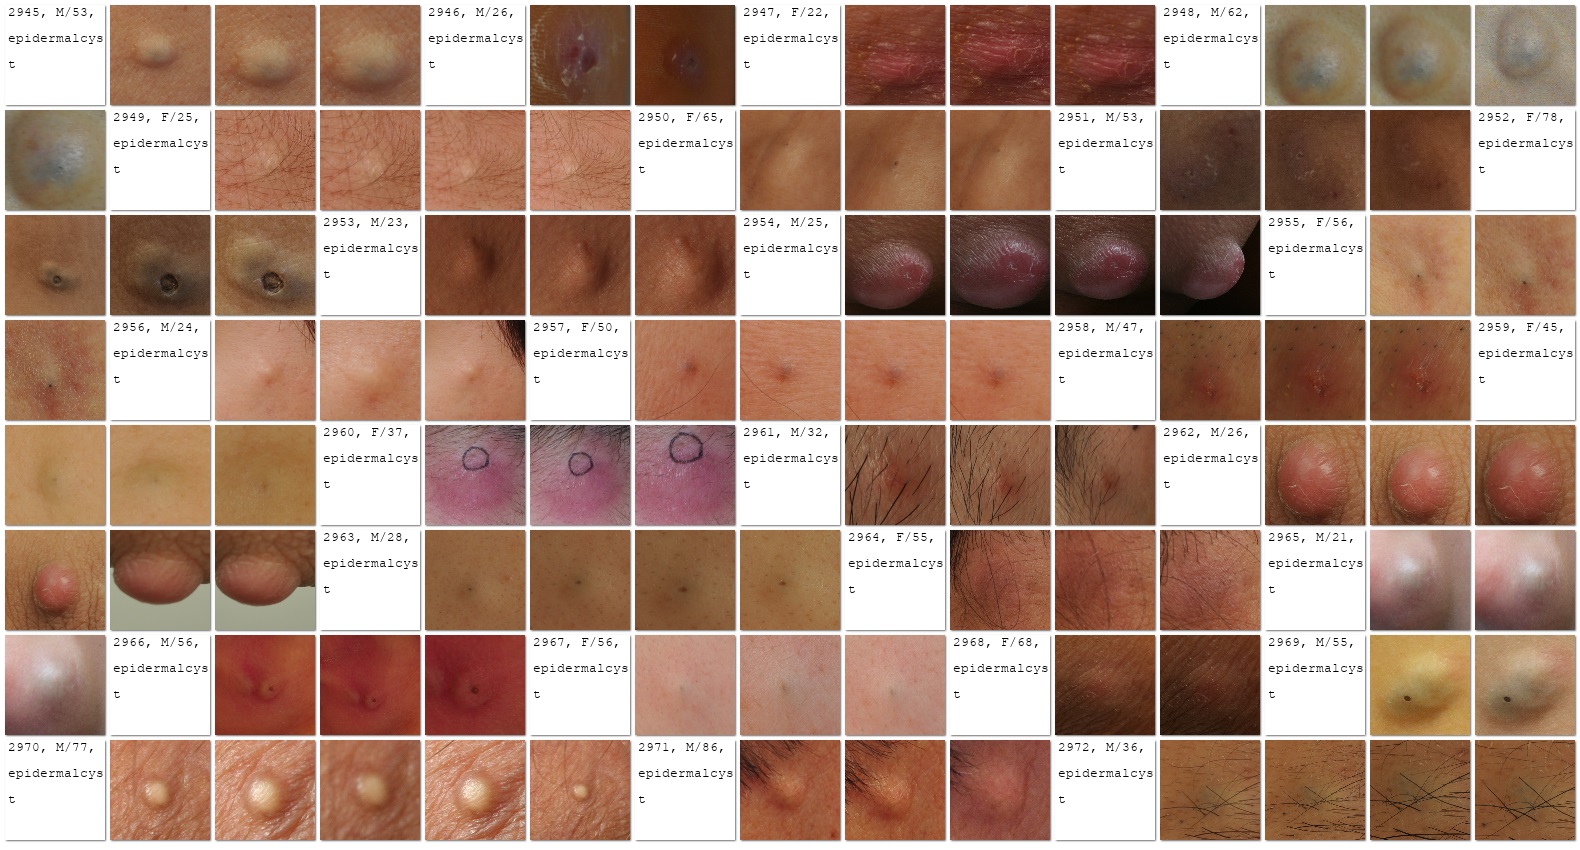 2945, M/53,
epidermalcys
t
2946, M/26,
epidermalcys
t
2947, F/22,
epidermalcys
t
2948, M/62,
epidermalcys
t
2949, F/25,
epidermalcys
t
2950, F/65,
epidermalcys
t
2951, M/53,
epidermalcys
t
2952, F/78,
epidermalcys
t
2953, M/23,
epidermalcys
t
2954, M/25,
epidermalcys
t
2955, F/56,
epidermalcys
t
2956, M/24,
epidermalcys
t
2957, F/50,
epidermalcys
t
2958, M/47,
epidermalcys
t
2959, F/45,
epidermalcys
t
2960, F/37,
epidermalcys
t
2961, M/32,
epidermalcys
t
2962, M/26,
epidermalcys
t
2963, M/28,
epidermalcys
t
2964, F/55,
epidermalcys
t
2965, M/21,
epidermalcys
t
2966, M/56,
epidermalcys
t
2967, F/56,
epidermalcys
t
2968, F/68,
epidermalcys
t
2969, M/55,
epidermalcys
t
2970, M/77,
epidermalcys
t
2971, M/86,
epidermalcys
t
2972, M/36,
epidermalcys
t